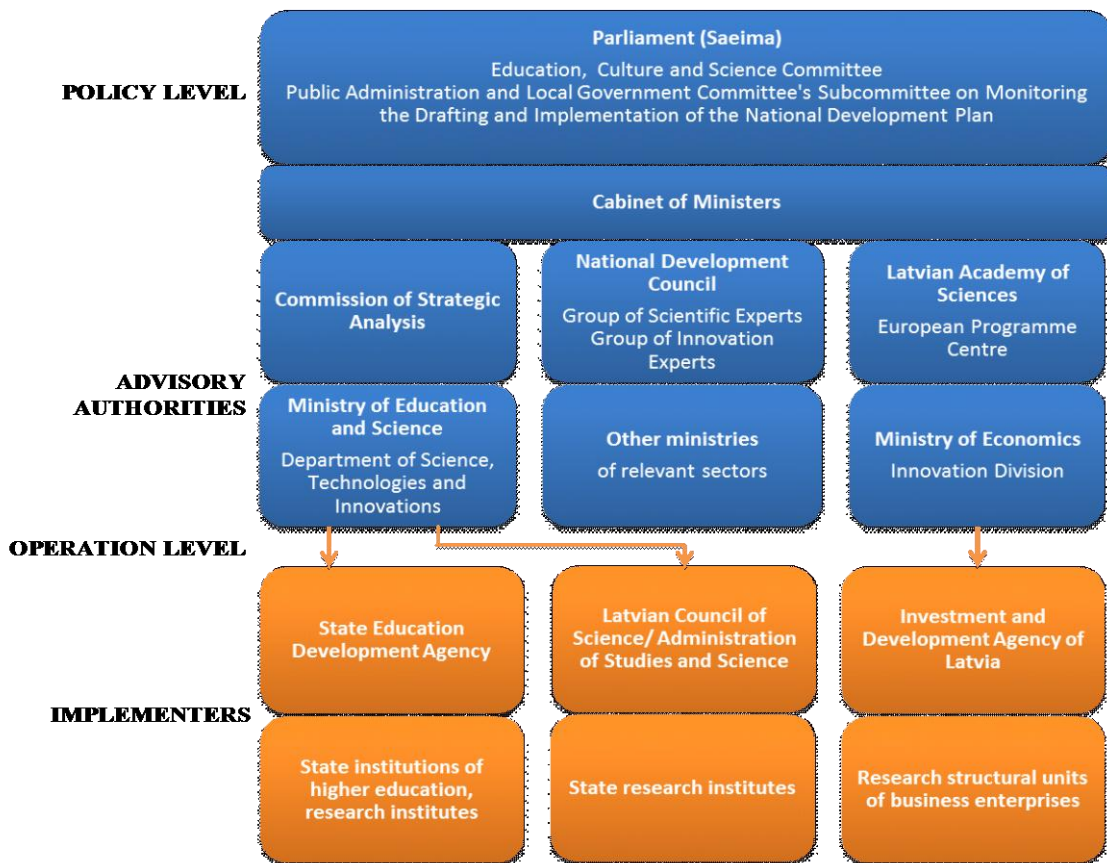 Parliament (Saeima)
Education, Culture and Science Committee
Public Administration and Local Government Committee's Subcommittee on Monitoring
the Drafting and Implementation of the National Development Plan
POLICY LEVEL
Cabinet of Ministers
Commission of Strategic
Analysis
National Development
Council
Group of Scientific Experts
Group of Innovation
Experts
Latvian Academy of
Sciences
European Programme
Centre
ADVISORY
AUTHORITIES
Ministry of Education
and Science
Department of Science,
Technologies and
Innovations
Other ministries
of relevant sectors
Ministry of Economics
Innovation Division
OPERATION LEVEL
State Education
Development Agency
Latvian Council of
Science/ Administration
of Studies and Science
Investment and
Development Agency of
Latvia
IMPLEMENTERS
State institutions of
higher education,
research institutes
State research institutes
Research structural units
of business enterprises